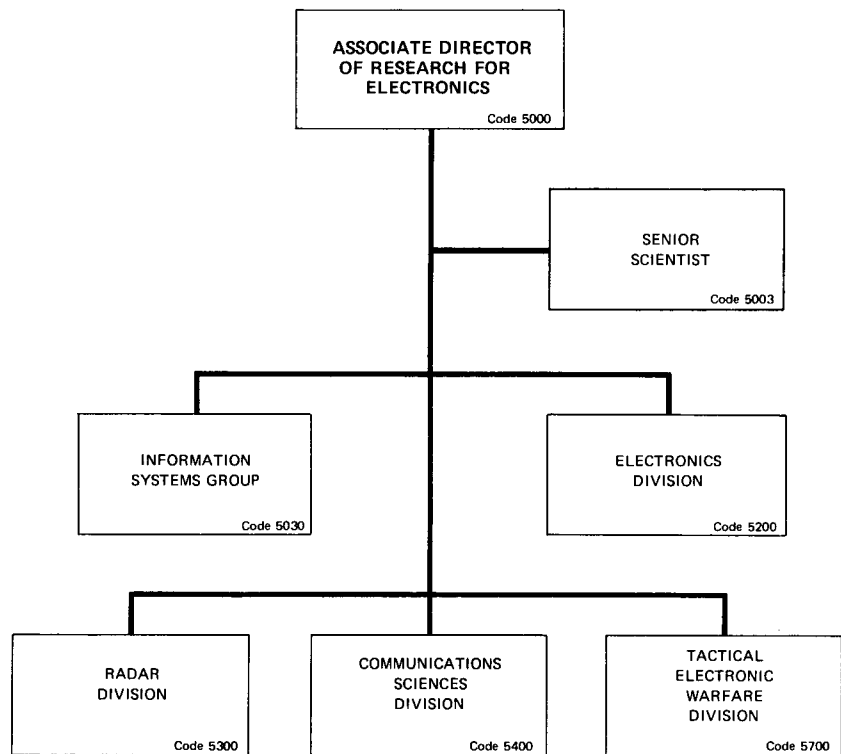 ASSOCIATE DIRECTOR
OF RESEARCH FOR
ELECTRONICS
Code 5000
SENIOR
SCIENTIST
Code 5003
INFORMATION
SYSTEMS GROUP
Code 5030
ELECTRONICS
DIVISION
Code 5200
RADAR
DIVISION
Code 5300
COMMUNICATIONS
SCIENCES
DIVISION
Code 5400
TACTICAL
ELECTRONIC
WARFARE
DIVISION
Code 5700